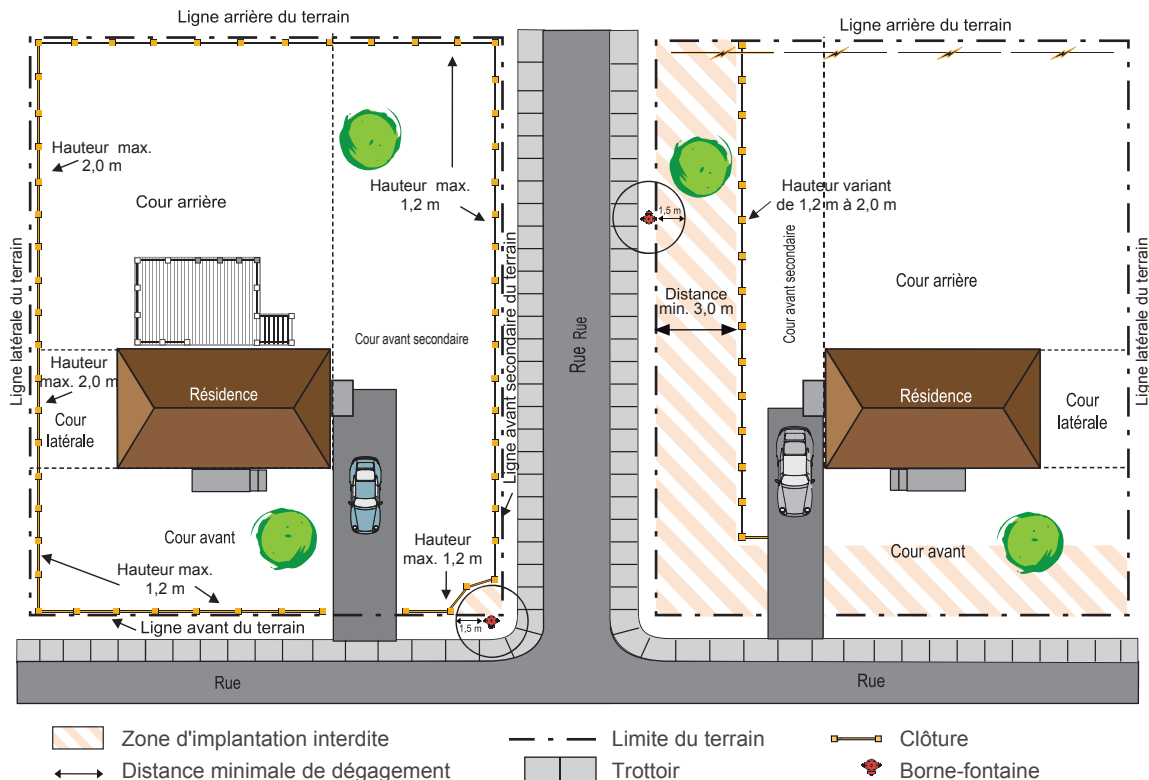 Ligne arrière du terrain
Ligne arrière du terrain
Hauteur max.
2,0 m
Cour arrière
Hauteur max.
1,2 m
Ligne latérale du terrain
Hauteur
max. 2,0 m
Cour
latérale
Résidence
Cour avant secondaire
Ligne avant secondaire du terrain
Cour avant
Hauteur max.
1,2 m
Hauteur
max. 1,2 m
1,5 m
Ligne avant du terrain
Rue
Rue Rue
1,5 m
Hauteur variant
de 1,2 m à 2,0 m
Cour avant secondaire
Cour arrière
Distance
min. 3,0 m
Ligne latérale du terrain
Résidence
Cour
latérale
Cour avant
Rue
Zone d'implantation interdite
Limite du terrain
Clôture
Distance minimale de dégagement
Trottoir
Borne-fontaine